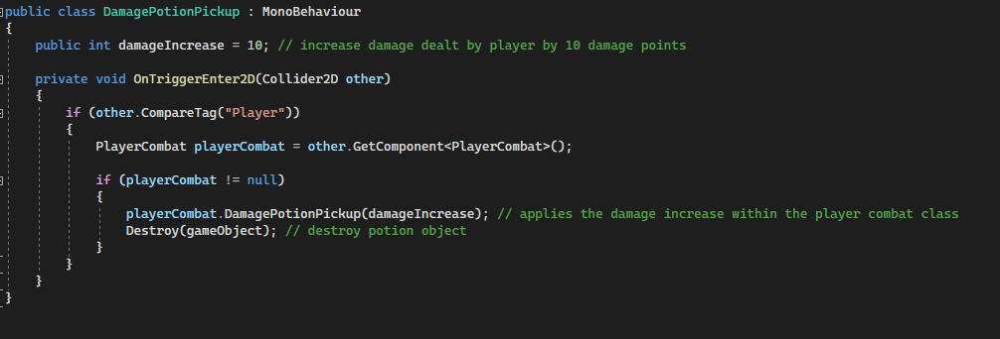 public class DamagePotionPickup : MonoBehaviour
{
    public int damageIncrease = 10; // increase damage dealt by player by 10 damage points

    private void OnTriggerEnter2D(Collider2D other)
    {
        if (other.CompareTag("Player"))
        {
            PlayerCombat playerCombat = other.GetComponent<PlayerCombat>();

            if (playerCombat != null)
            {
                playerCombat.DamagePotionPickup(damageIncrease); // applies the damage increase within the player combat class
                Destroy(gameObject); // destroy potion object
            }
        }
    }
}